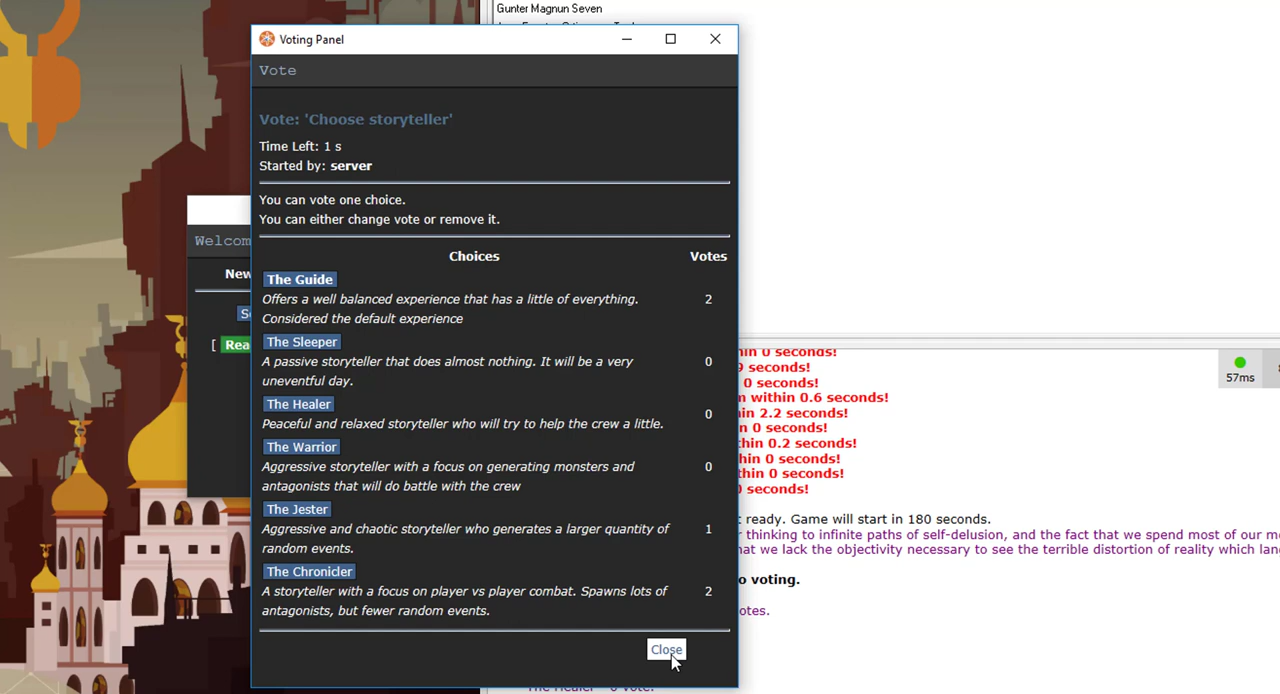 Gunter Magnun Seven
Voting Panel
Vote
Vote: 'Choose storyteller'
Time Left: 1 s
Started by: server
You can vote one choice.
You can either change vote or remove it.
Choices Votes
The Guide
Offers a well balanced experience that has a little of everything. 2
Considered the default experience
The Sleeper
A passive storyteller that does almost nothing. It will be a very 0
uneventful day.
The Healer
Peaceful and relaxed storyteller who will try to help the crew a little. 0
The Warrior
Aggressive storyteller with a focus on generating monsters and 0
antagonists that will do battle with the crew
The Jester
Aggressive and chaotic storyteller who generates a larger quantity of 1
random events.
The Chronicler
A storyteller with a focus on player vs player combat. Spawns lots of 2
antagonists, but fewer random events.
Close
Welcom
New
[ Rea
in 0 seconds!
seconds!
0 seconds!
within 0.6 seconds!
in 2.2 seconds!
0 seconds!
thin 0.2 seconds!
thin 0 seconds!
seconds!
ready. Game will start in 180 seconds.
thinking to infinite paths of self-delusion, and the fact that we spend most of our
hat we lack the objectivity necessary to see the terrible distortion of reality which
voting.
otes.
57ms
The Healer - 0 vote.